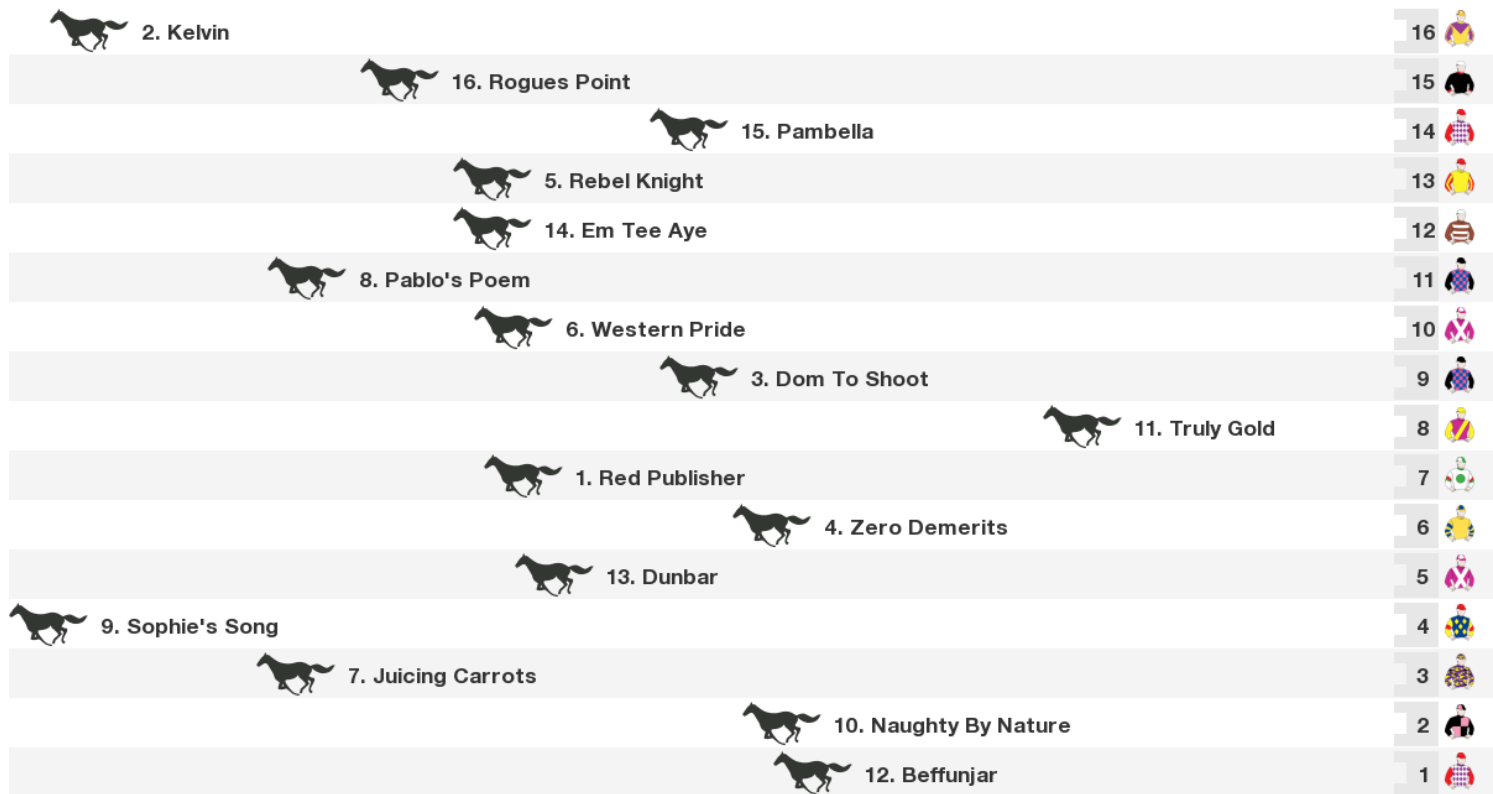 2. Kelvin 16
16. Rogues Point 15
15. Pambella 14
5. Rebel Knight 13
14. Em Tee Aye 12
8. Pablo's Poem 11
6. Western Pride 10
3. Dom To Shoot 9
11. Truly Gold 8
1. Red Publisher 7
4. Zero Demerits 6
13. Dunbar 5
9. Sophie's Song 4
7. Juicing Carrots 3
10. Naughty By Nature 2
12. Beffunjar 1